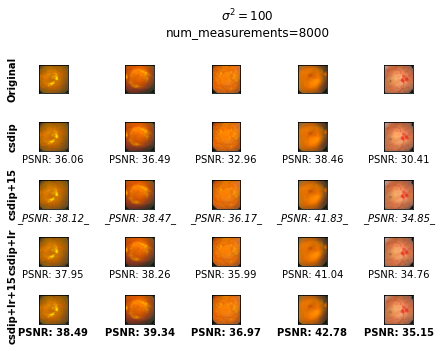 σ² = 100
num_measurements=8000
Original
csdip
PSNR: 36.06 PSNR: 36.49 PSNR: 32.96 PSNR: 38.46 PSNR: 30.41
csdip+15
_PSNR: 38.12_ _PSNR: 38.47_ _PSNR: 36.17_ _PSNR: 41.83_ _PSNR: 34.85_
csdip+lr
PSNR: 37.95 PSNR: 38.26 PSNR: 35.99 PSNR: 41.04 PSNR: 34.76
csdip+lr+15
PSNR: 38.49 PSNR: 39.34 PSNR: 36.97 PSNR: 42.78 PSNR: 35.15